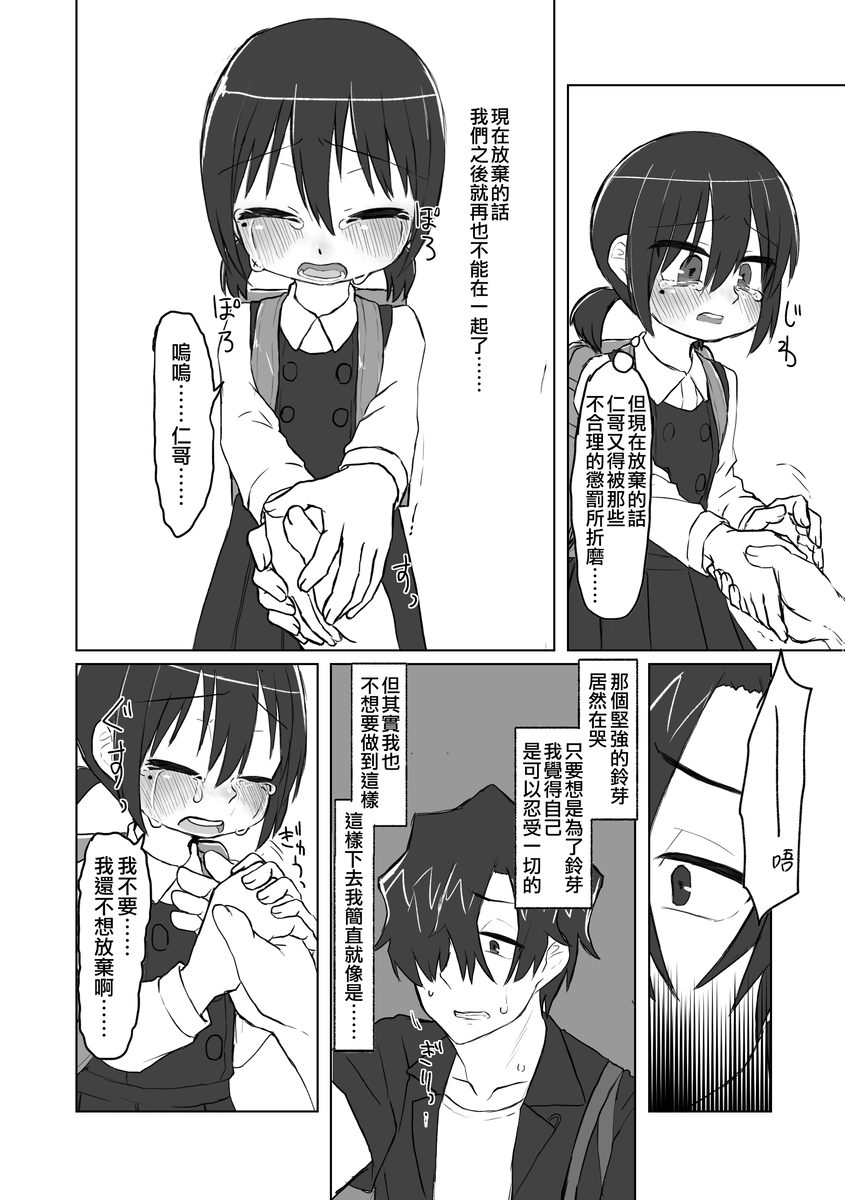 但現在放棄的話
仁哥又得被那些
不合理的懲罰所折磨……
じわ
現在放棄的話
我們之後就再也不能在一起了……
ぽろ
ぽろ
嗚嗚……仁哥……
すっ
————唔
那個堅強的鈴芽
居然在哭
只要想是為了鈴芽
我覺得自己
是可以忍受一切的
但其實我也
不想要做到這樣
這樣下去我簡直就像是……
ぎりっ
ぐすっ
ぎゅうっ
我不要……
我還不想放棄啊……